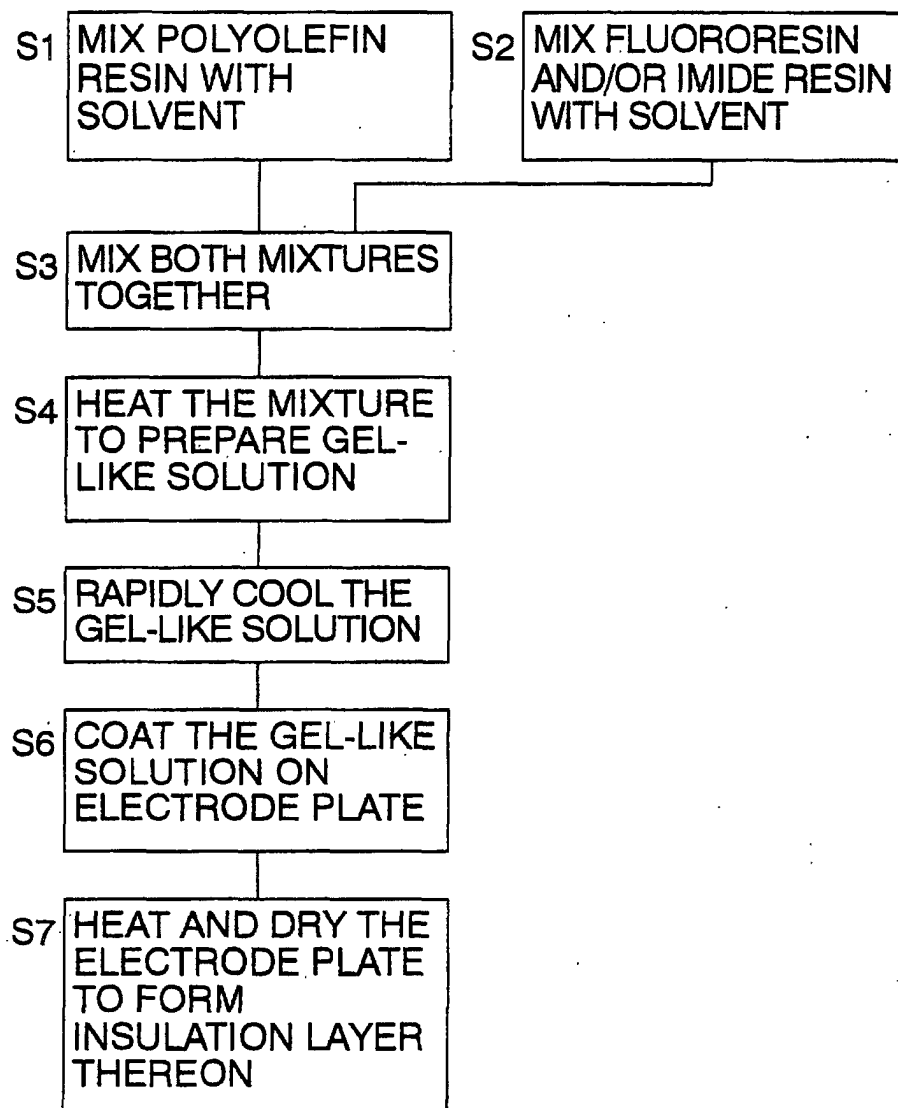 S1 MIX POLYOLEFIN
RESIN WITH
SOLVENT
S2 MIX FLUORORESIN
AND/OR IMIDE RESIN
WITH SOLVENT
S3 MIX BOTH MIXTURES
TOGETHER
S4 HEAT THE MIXTURE
TO PREPARE GEL-
LIKE SOLUTION
S5 RAPIDLY COOL THE
GEL-LIKE SOLUTION
S6 COAT THE GEL-LIKE
SOLUTION ON
ELECTRODE PLATE
S7 HEAT AND DRY THE
ELECTRODE PLATE
TO FORM
INSULATION LAYER
THEREON